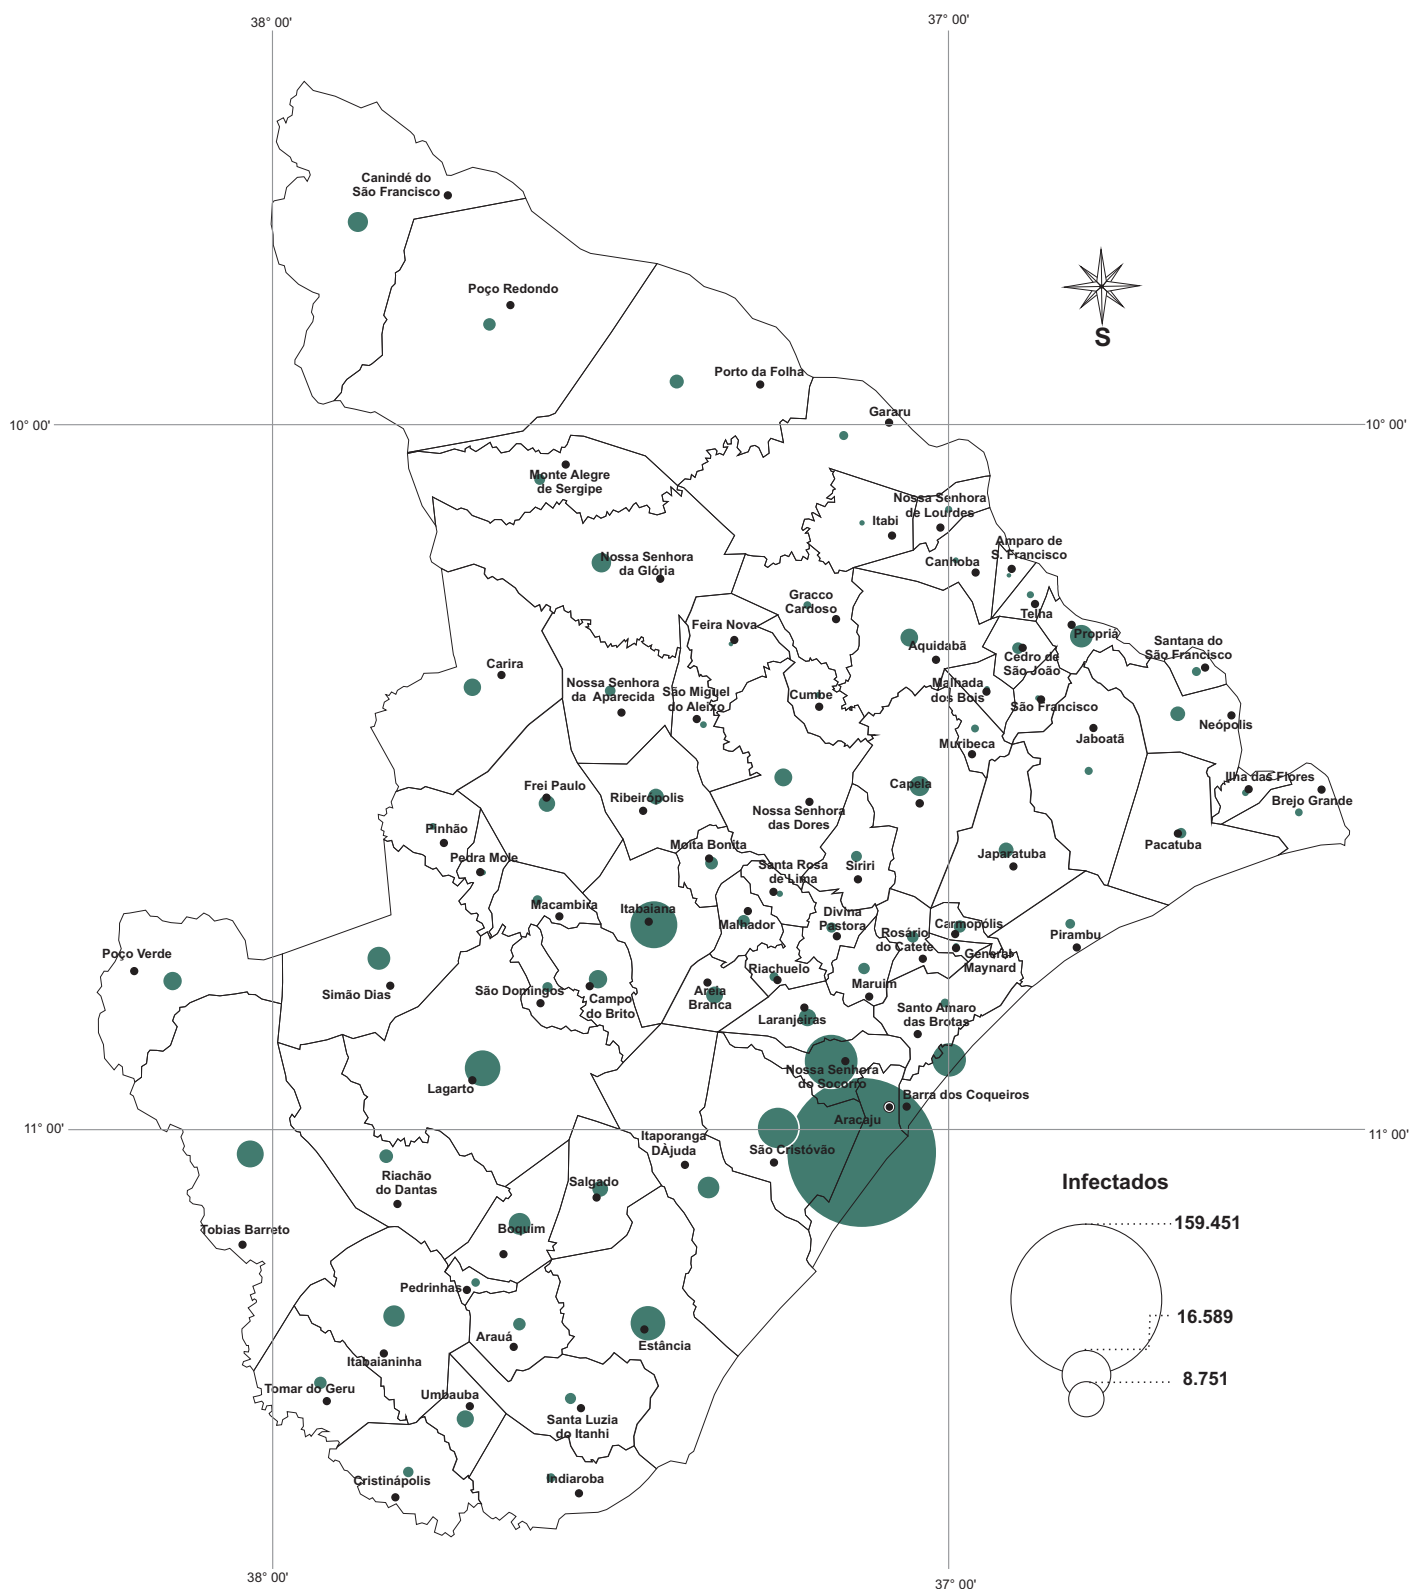 38° 00'
37° 00'
Canindé do
São Francisco
Poço Redondo
S
Porto da Folha
Gararu
10° 00'
10° 00'
Monte Alegre
de Sergipe
Nossa Senhora
de Lourdes
Itabi
Amparo de
S. Francisco
Canhoba
Nossa Senhora
da Glória
Gracco
Cardoso
Telha
Feira Nova
Propriá
Santana do
São Francisco
Aquidabã
Cedro de
São João
Carira
Nossa Senhora
da Aparecida
São Miguel
do Aleixo
Cumbe
Malhada
dos Bois
São Francisco
Neópolis
Muribeca
Jaboatã
Ilha das Flores
Brejo Grande
Frei Paulo
Ribeirópolis
Capela
Nossa Senhora
das Dores
Pinhão
Pedra Mole
Moita Bonita
Santa Rosa
de Lima
Siriri
Japaratuba
Pacatuba
Macambira
Itabaiana
Malhador
Divina
Pastora
Rosário
do Catete
Carmopólis
General
Maynard
Pirambu
Poço Verde
Simão Dias
São Domingos
Campo
do Brito
Areia
Branca
Riachuelo
Maruim
Laranjeiras
Santo Amaro
das Brotas
Lagarto
Nossa Senhora
do Socorro
Barra dos Coqueiros
Aracaju
11° 00'
11° 00'
Itaporanga
DÀjuda
São Cristóvão
Riachão
do Dantas
Salgado
Infectados
159.451
16.589
8.751
Tobias Barreto
Boquim
Pedrinhas
Arauá
Estância
Itabaianinha
Tomar do Geru
Umbauba
Santa Luzia
do Itanhi
Cristinápolis
Indiaroba
38° 00'
37° 00'